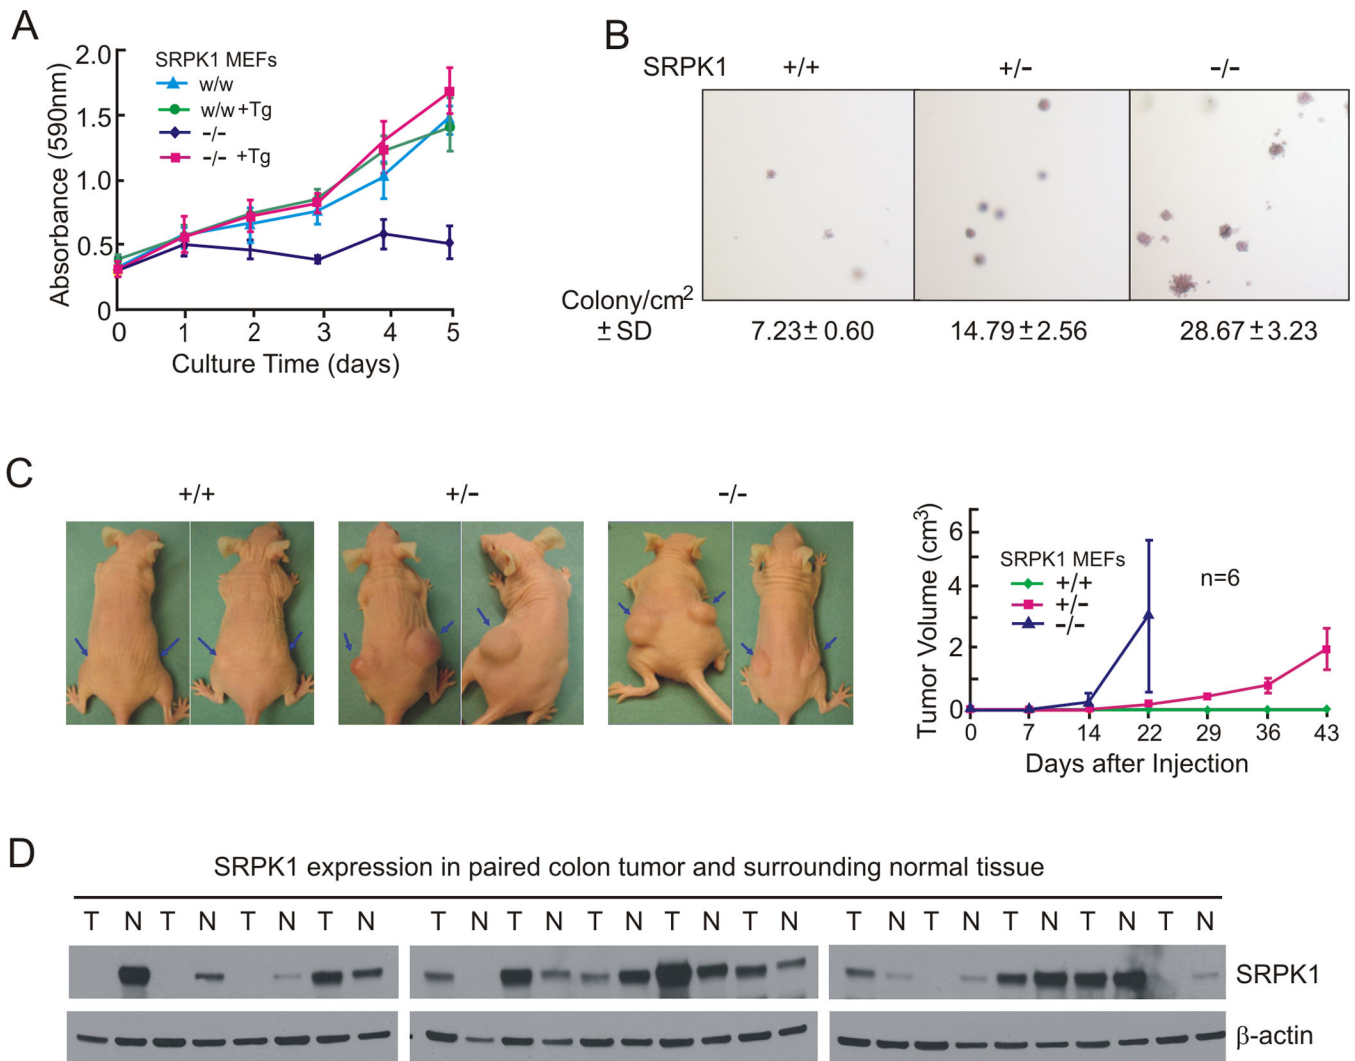 A
2.0
1.5
1.0
0.5
0
Absorbance (590nm)
SRPK1 MEFs
w/w
w/w +Tg
-/-
-/- +Tg
0 1 2 3 4 5
Culture Time (days)
B
SRPK1 +/+ +/- -/-
Colony/cm2
± SD 7.23± 0.60 14.79±2.56 28.67±3.23
C
+/+ +/- -/-
Tumor Volume (cm3)
6
4
2
0
SRPK1 MEFs
+/+
+/-
-/-
n=6
0 7 14 22 29 36 43
Days after Injection
D
SRPK1 expression in paired colon tumor and surrounding normal tissue
T N T N T N T N T N T N T N T N T N T N T N T N T N T N
SRPK1
β-actin